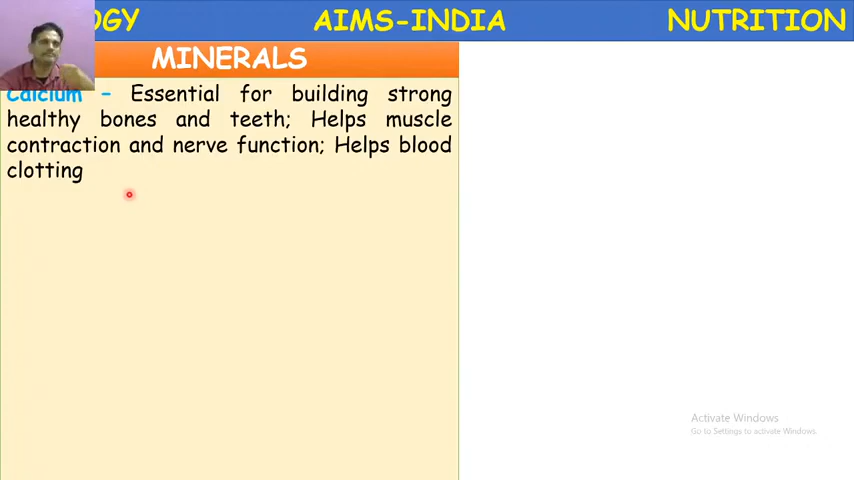 AIMS-INDIA
NUTRITION
MINERALS
Calcium – Essential for building strong
healthy bones and teeth; Helps muscle
contraction and nerve function; Helps blood
clotting
Activate Windows
Go to Settings to activate Windows.